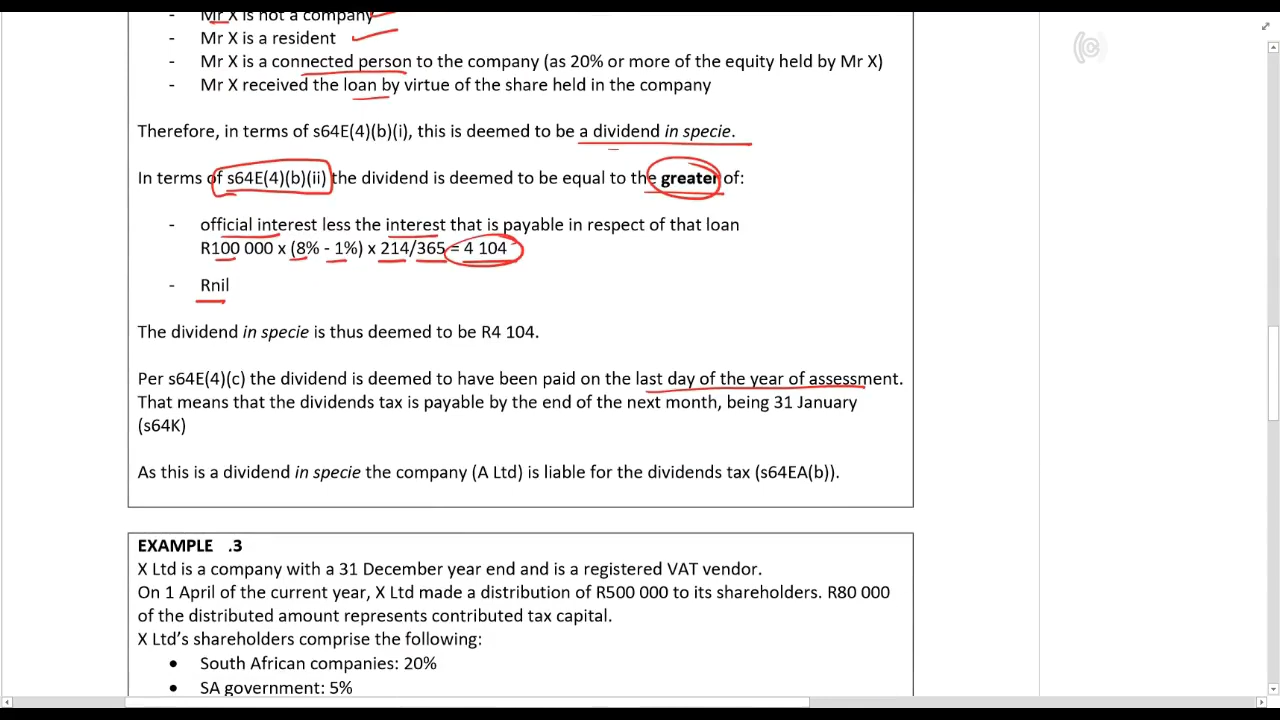 - Mr X is not a company
- Mr X is a resident
- Mr X is a connected person to the company (as 20% or more of the equity held by Mr X)
- Mr X received the loan by virtue of the share held in the company
Therefore, in terms of s64E(4)(b)(i), this is deemed to be a dividend in specie.
In terms of s64E(4)(b)(ii) the dividend is deemed to be equal to the greater of:
- official interest less the interest that is payable in respect of that loan
R100 000 x (8% - 1%) x 214/365 = 4 104
- Rnil
The dividend in specie is thus deemed to be R4 104.
Per s64E(4)(c) the dividend is deemed to have been paid on the last day of the year of assessment.
That means that the dividends tax is payable by the end of the next month, being 31 January
(s64K)
As this is a dividend in specie the company (A Ltd) is liable for the dividends tax (s64EA(b)).
EXAMPLE .3
X Ltd is a company with a 31 December year end and is a registered VAT vendor.
On 1 April of the current year, X Ltd made a distribution of R500 000 to its shareholders. R80 000
of the distributed amount represents contributed tax capital.
X Ltd's shareholders comprise the following:
• South African companies: 20%
• SA government: 5%